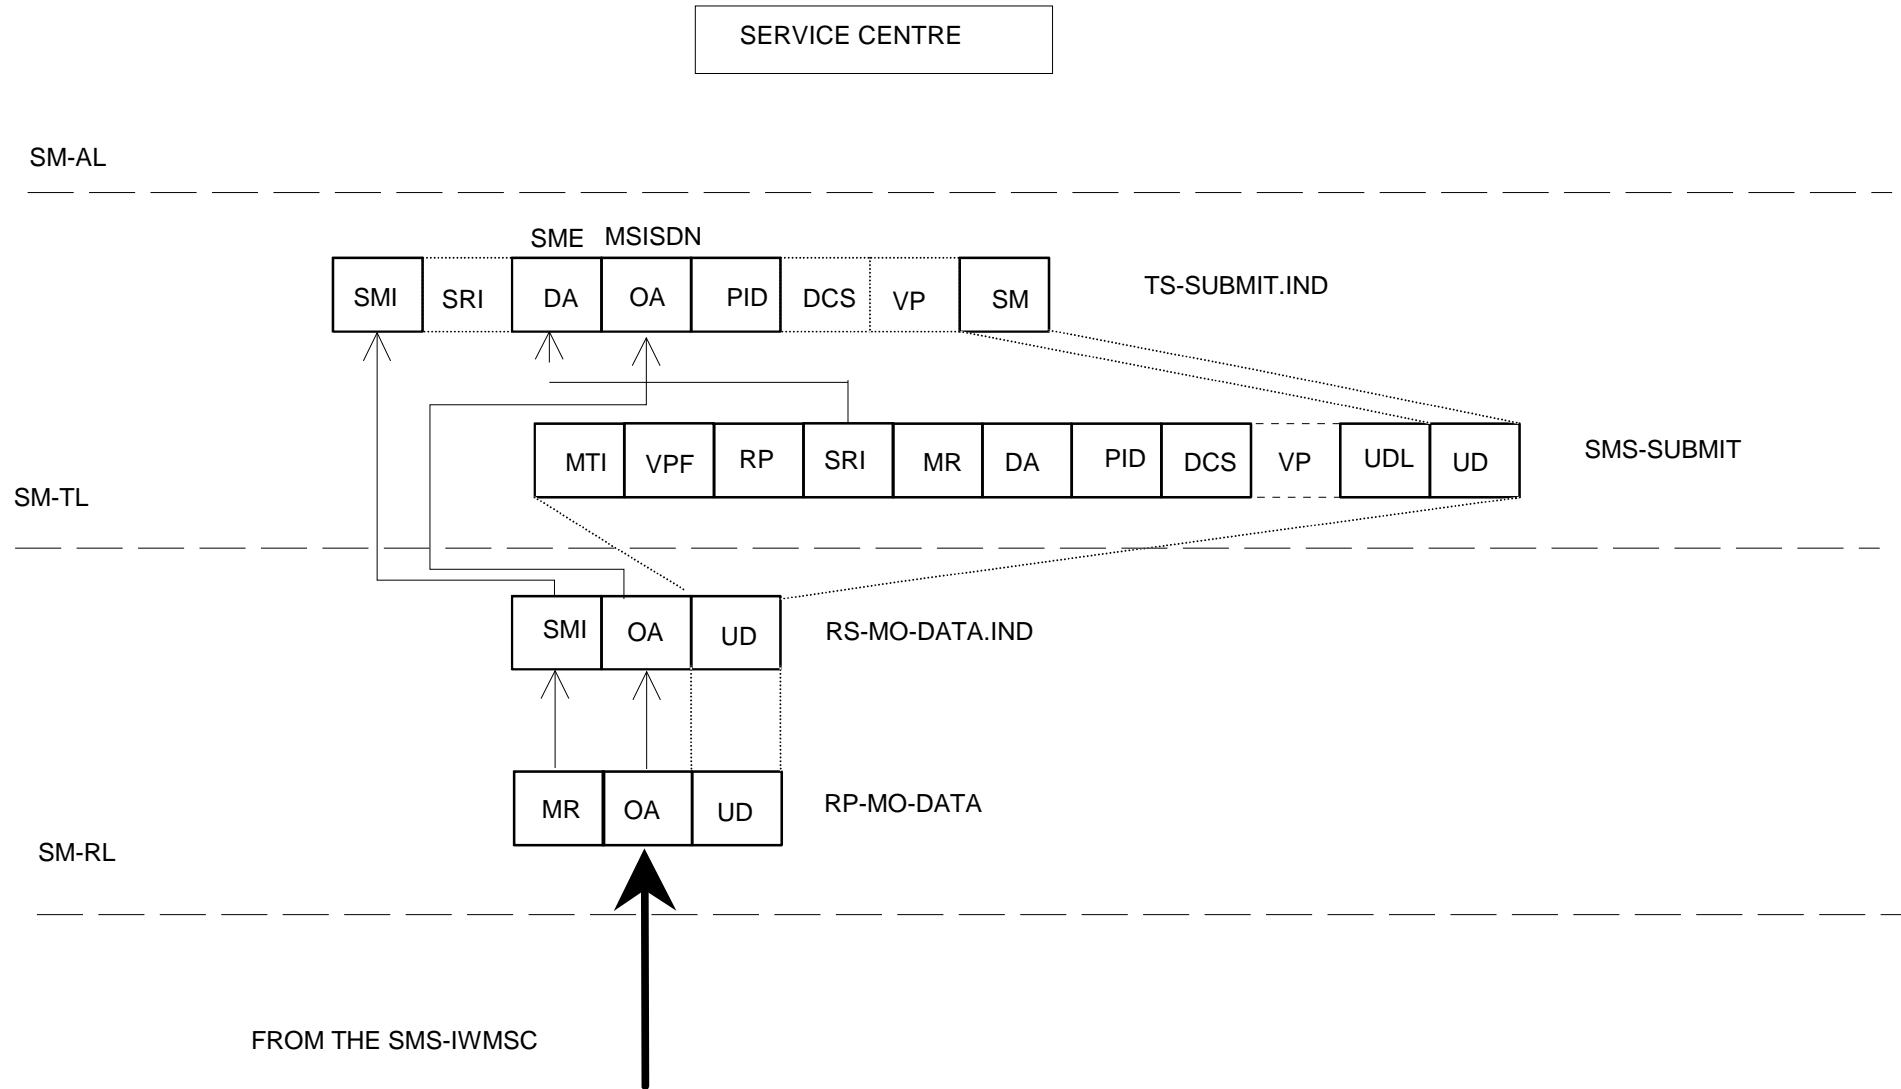 SERVICE CENTRE
SM-AL
SME MSISDN
SMI SRI DA OA PID DCS VP SM TS-SUBMIT.IND
MTI VPF RP SRI MR DA PID DCS VP UDL UD SMS-SUBMIT
SM-TL
SMI OA UD RS-MO-DATA.IND
MR OA UD RP-MO-DATA
SM-RL
FROM THE SMS-IWMSC